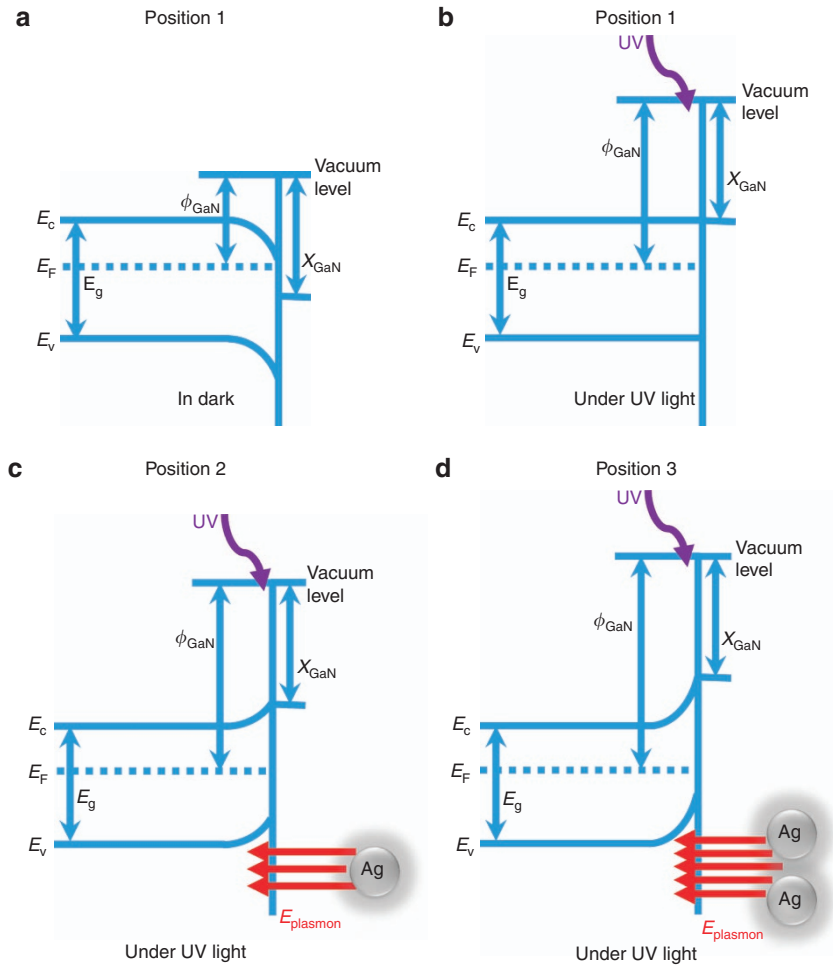 a
Position 1
Vacuum
level
ϕGaN
Ec
XGaN
EF
Eg
Ev
In dark
b
Position 1
UV
Vacuum
level
ϕGaN
XGaN
Ec
EF
Eg
Ev
Under UV light
c
Position 2
UV
Vacuum
level
ϕGaN
XGaN
Ec
EF
Eg
Ev
Ag
Eplasmon
Under UV light
d
Position 3
UV
Vacuum
level
ϕGaN
XGaN
Ec
EF
Eg
Ev
Ag
Ag
Eplasmon
Under UV light